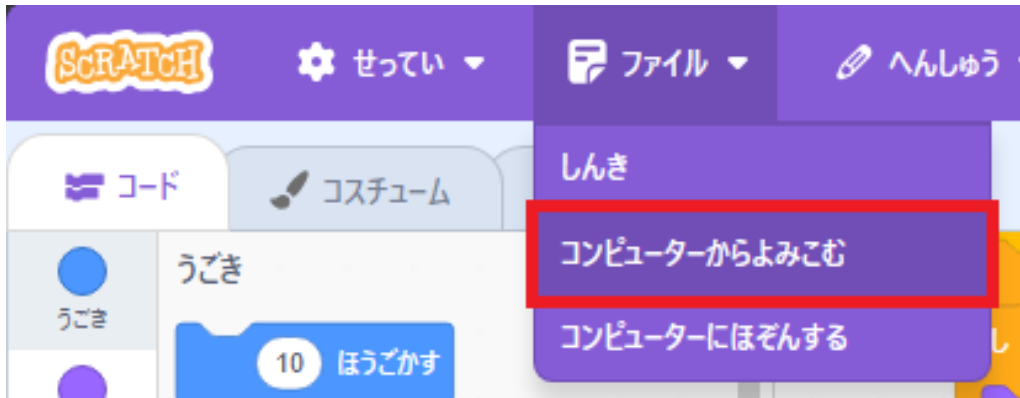 SCRATCH せってい ファイル へんしゅう
コード コスチューム
しんき
コンピューターからよみこむ
コンピューターにほぞんする
うごき
うごき
10 ほうごかす
し